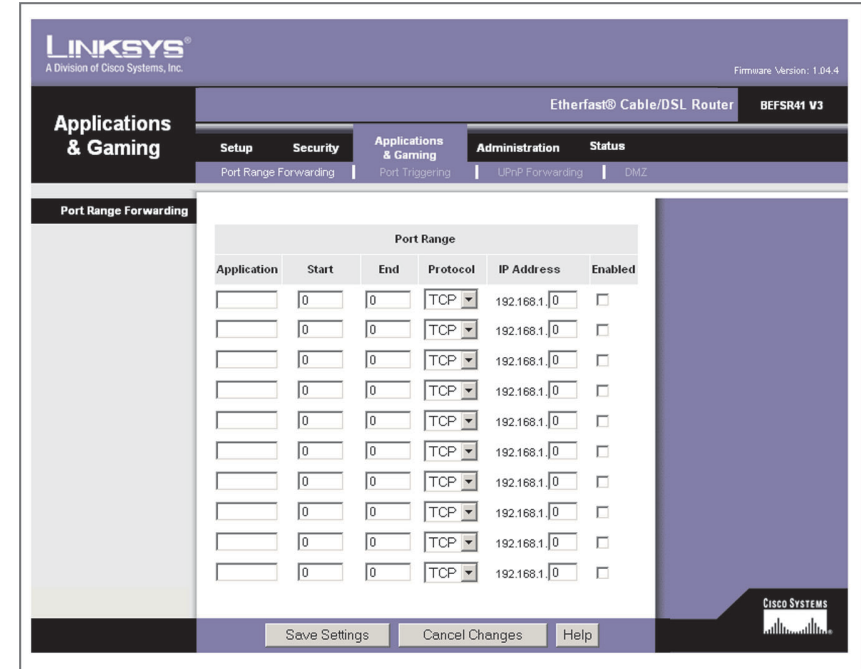 LINKSYS®
A Division of Cisco Systems, Inc.
Firmware Version: 1.04.4
Etherfast® Cable/DSL Router BEFSR41 V3
Applications
& Gaming
Setup Security Applications & Gaming Administration Status
Port Range Forwarding Port Triggering UPnP Forwarding DMZ
Port Range Forwarding
Port Range
Application Start End Protocol IP Address Enabled
0 0 TCP 192.168.1. 0
0 0 TCP 192.168.1. 0
0 0 TCP 192.168.1. 0
0 0 TCP 192.168.1. 0
0 0 TCP 192.168.1. 0
0 0 TCP 192.168.1. 0
0 0 TCP 192.168.1. 0
0 0 TCP 192.168.1. 0
0 0 TCP 192.168.1. 0
0 0 TCP 192.168.1. 0
CISCO SYSTEMS
Save Settings Cancel Changes Help